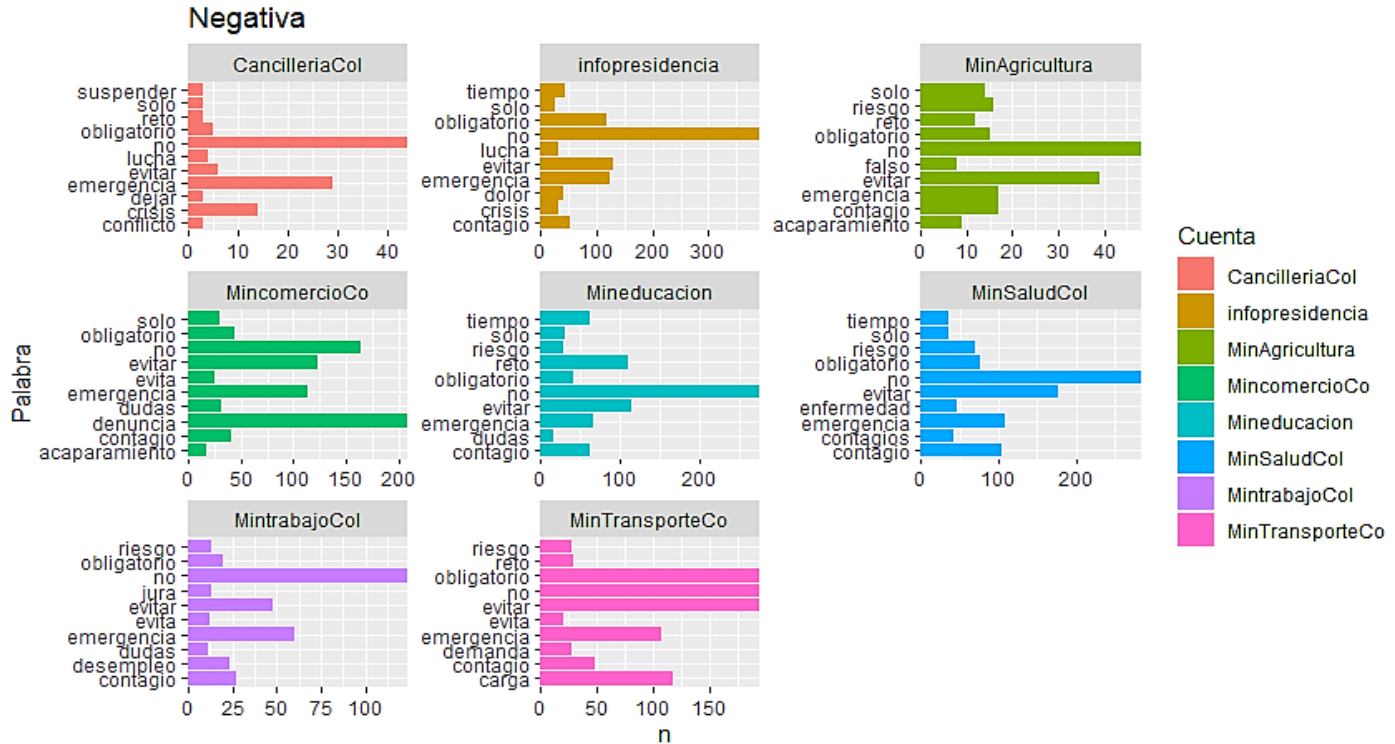 Negativa
CancilleriaCol
suspender
solo
reto
obligatorio
no
lucha
evitar
emergencia
dejar
crisis
conflicto
0 10 20 30 40
infopresidencia
tiempo
solo
obligatorio
no
lucha
evitar
emergencia
dolor
crisis
contagio
0 100 200 300
MinAgricultura
solo
riesgo
reto
obligatorio
no
falso
evitar
emergencia
contagio
acaparamiento
0 10 20 30 40
MincomercioCo
solo
obligatorio
no
evitar
evita
emergencia
dudas
denuncia
contagio
acaparamiento
0 50 100 150 200
Mineducacion
tiempo
solo
riesgo
reto
obligatorio
no
evitar
emergencia
dudas
contagio
0 100 200
MinSaludCol
tiempo
solo
riesgo
obligatorio
no
evitar
enfermedad
emergencia
contagios
contagio
0 100 200
MintrabajoCol
riesgo
obligatorio
no
jura
evitar
evita
emergencia
dudas
desempleo
contagio
0 25 50 75 100
MinTransporteCo
riesgo
reto
obligatorio
no
evitar
evita
emergencia
demanda
contagio
carga
0 50 100 150
Palabra
n
Cuenta
CancilleriaCol
infopresidencia
MinAgricultura
MincomercioCo
Mineducacion
MinSaludCol
MintrabajoCol
MinTransporteCo